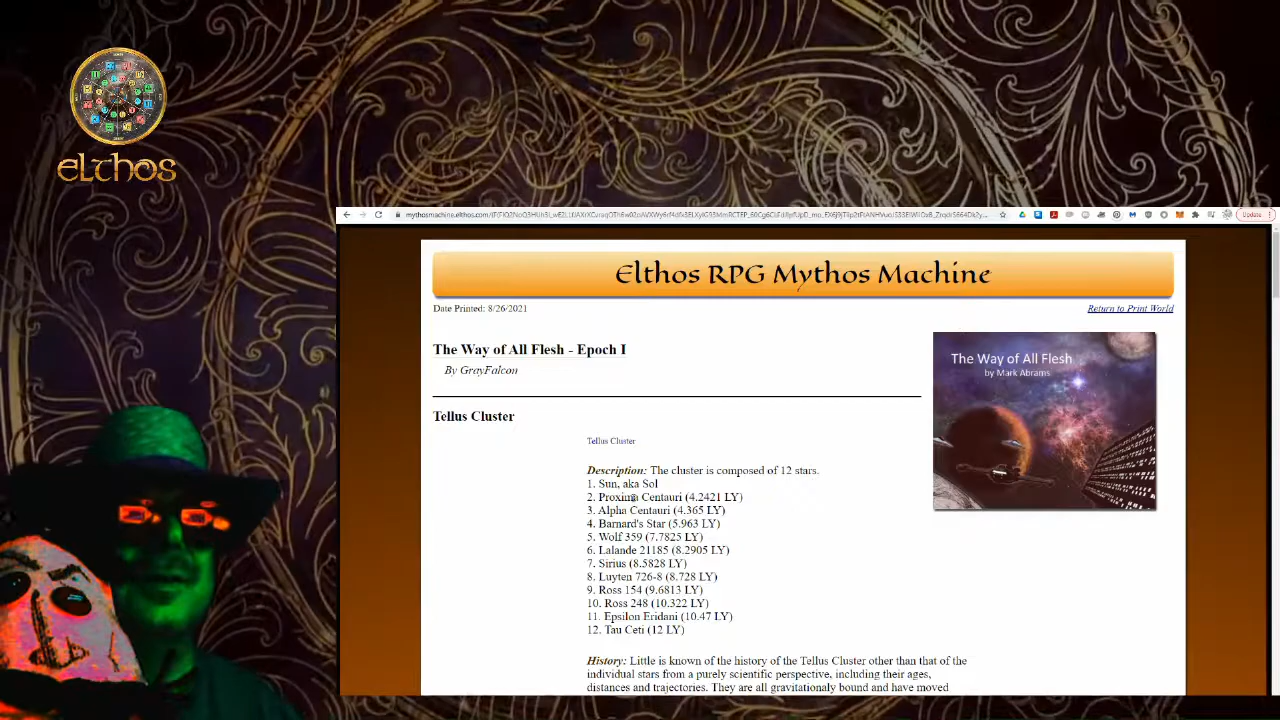 elthos
Update
Elthos RPG Mythos Machine
Date Printed: 8/26/2021
Return to Print World
The Way of All Flesh - Epoch I
By GrayFalcon
The Way of All Flesh
by Mark Abrams
Tellus Cluster
Tellus Cluster
Description: The cluster is composed of 12 stars.
1. Sun, aka Sol
2. Proxima Centauri (4.2421 LY)
3. Alpha Centauri (4.365 LY)
4. Barnard's Star (5.963 LY)
5. Wolf 359 (7.7825 LY)
6. Lalande 21185 (8.2905 LY)
7. Sirius (8.5828 LY)
8. Luyten 726-8 (8.728 LY)
9. Ross 154 (9.6813 LY)
10. Ross 248 (10.322 LY)
11. Epsilon Eridani (10.47 LY)
12. Tau Ceti (12 LY)
History: Little is known of the history of the Tellus Cluster other than that of the
individual stars from a purely scientific perspective, including their ages,
distances and trajectories. They are all gravitationaly bound and have moved